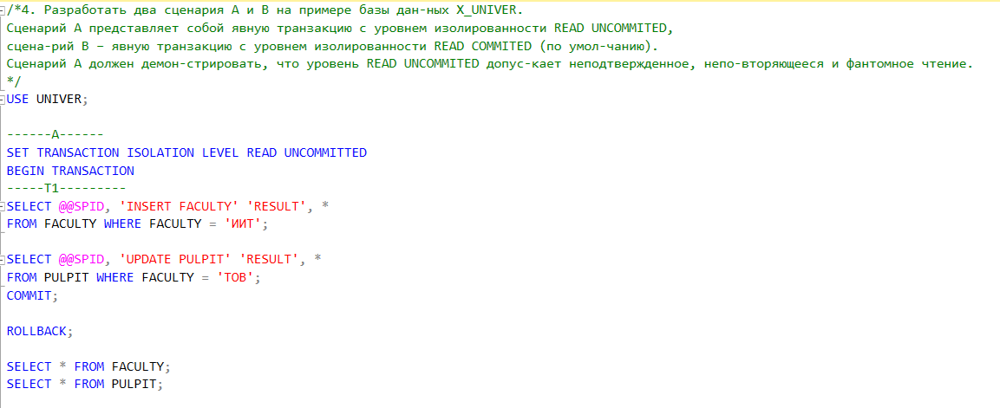 /*4. Разработать два сценария A и B на примере базы дан-ных X_UNIVER.
Сценарий A представляет собой явную транзакцию с уровнем изолированности READ UNCOMMITED,
сцена-рий B – явную транзакцию с уровнем изолированности READ COMMITED (по умол-чанию).
Сценарий A должен демон-стрировать, что уровень READ UNCOMMITED допус-кает неподтвержденное, непо-вторяющееся и фантомное чтение.
*/
USE UNIVER;
------A------
SET TRANSACTION ISOLATION LEVEL READ UNCOMMITTED
BEGIN TRANSACTION
-----T1---------
SELECT @@SPID, 'INSERT FACULTY' 'RESULT', *
FROM FACULTY WHERE FACULTY = 'ИИТ';
SELECT @@SPID, 'UPDATE PULPIT' 'RESULT', *
FROM PULPIT WHERE FACULTY = 'ТОВ';
COMMIT;
ROLLBACK;
SELECT * FROM FACULTY;
SELECT * FROM PULPIT;